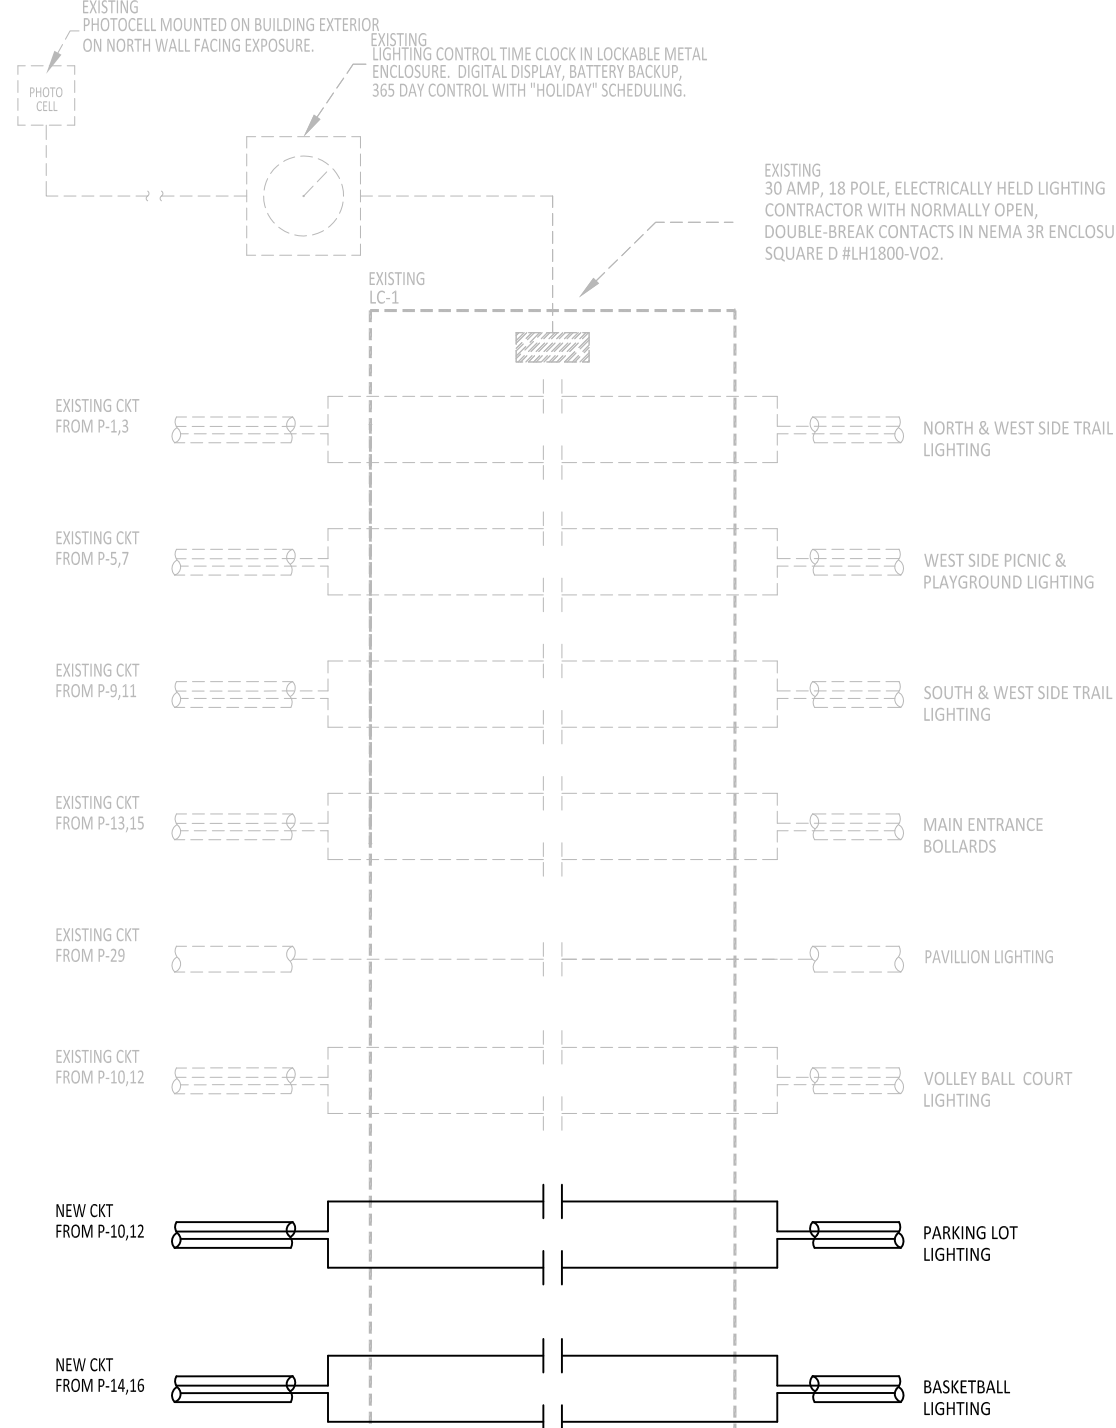 EXISTING
PHOTOCELL MOUNTED ON BUILDING EXTERIOR
ON NORTH WALL FACING EXPOSURE.
PHOTO
CELL
EXISTING
LIGHTING CONTROL TIME CLOCK IN LOCKABLE METAL
ENCLOSURE. DIGITAL DISPLAY, BATTERY BACKUP,
365 DAY CONTROL WITH "HOLIDAY" SCHEDULING.
EXISTING
30 AMP, 18 POLE, ELECTRICALLY HELD LIGHTING
CONTRACTOR WITH NORMALLY OPEN,
DOUBLE-BREAK CONTACTS IN NEMA 3R ENCLOSU
SQUARE D #LH1800-VO2.
EXISTING
LC-1
EXISTING CKT
FROM P-1,3
NORTH & WEST SIDE TRAIL
LIGHTING
EXISTING CKT
FROM P-5,7
WEST SIDE PICNIC &
PLAYGROUND LIGHTING
EXISTING CKT
FROM P-9,11
SOUTH & WEST SIDE TRAIL
LIGHTING
EXISTING CKT
FROM P-13,15
MAIN ENTRANCE
BOLLARDS
EXISTING CKT
FROM P-29
PAVILLION LIGHTING
EXISTING CKT
FROM P-10,12
VOLLEY BALL COURT
LIGHTING
NEW CKT
FROM P-10,12
PARKING LOT
LIGHTING
NEW CKT
FROM P-14,16
BASKETBALL
LIGHTING